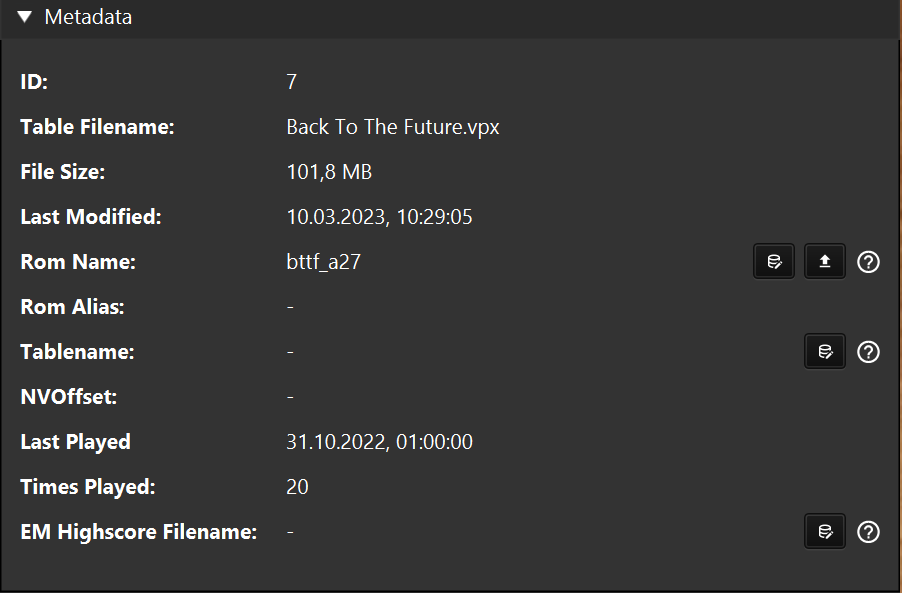 Metadata
ID: 7
Table Filename: Back To The Future.vpx
File Size: 101,8 MB
Last Modified: 10.03.2023, 10:29:05
Rom Name: bttf_a27
Rom Alias: -
Tablename: -
NVOffset: -
Last Played 31.10.2022, 01:00:00
Times Played: 20
EM Highscore Filename: -